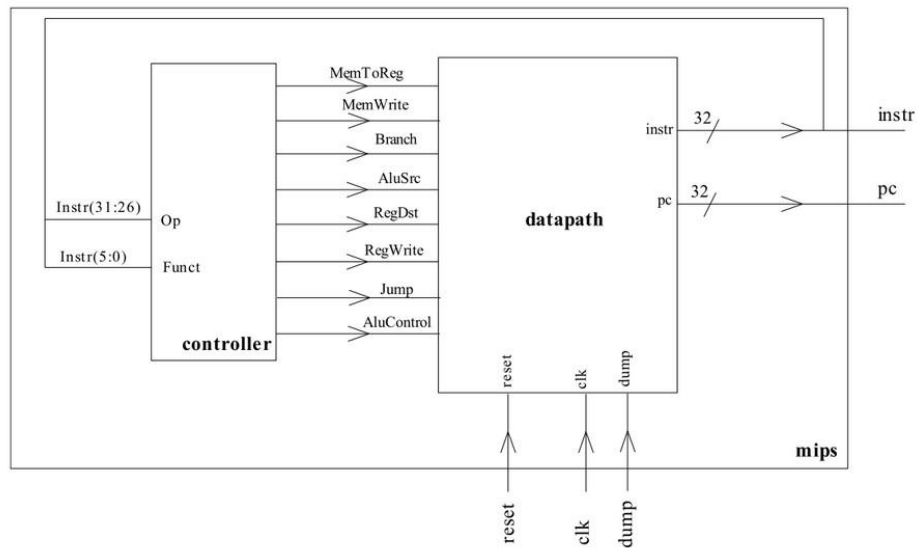 MemToReg
MemWrite
Branch
AluSrc
RegDst
RegWrite
Jump
AluControl
Instr(31:26)
Instr(5:0)
Op
Funct
controller
datapath
instr
pc
32
32
instr
pc
reset
clk
dump
mips
reset
clk
dump